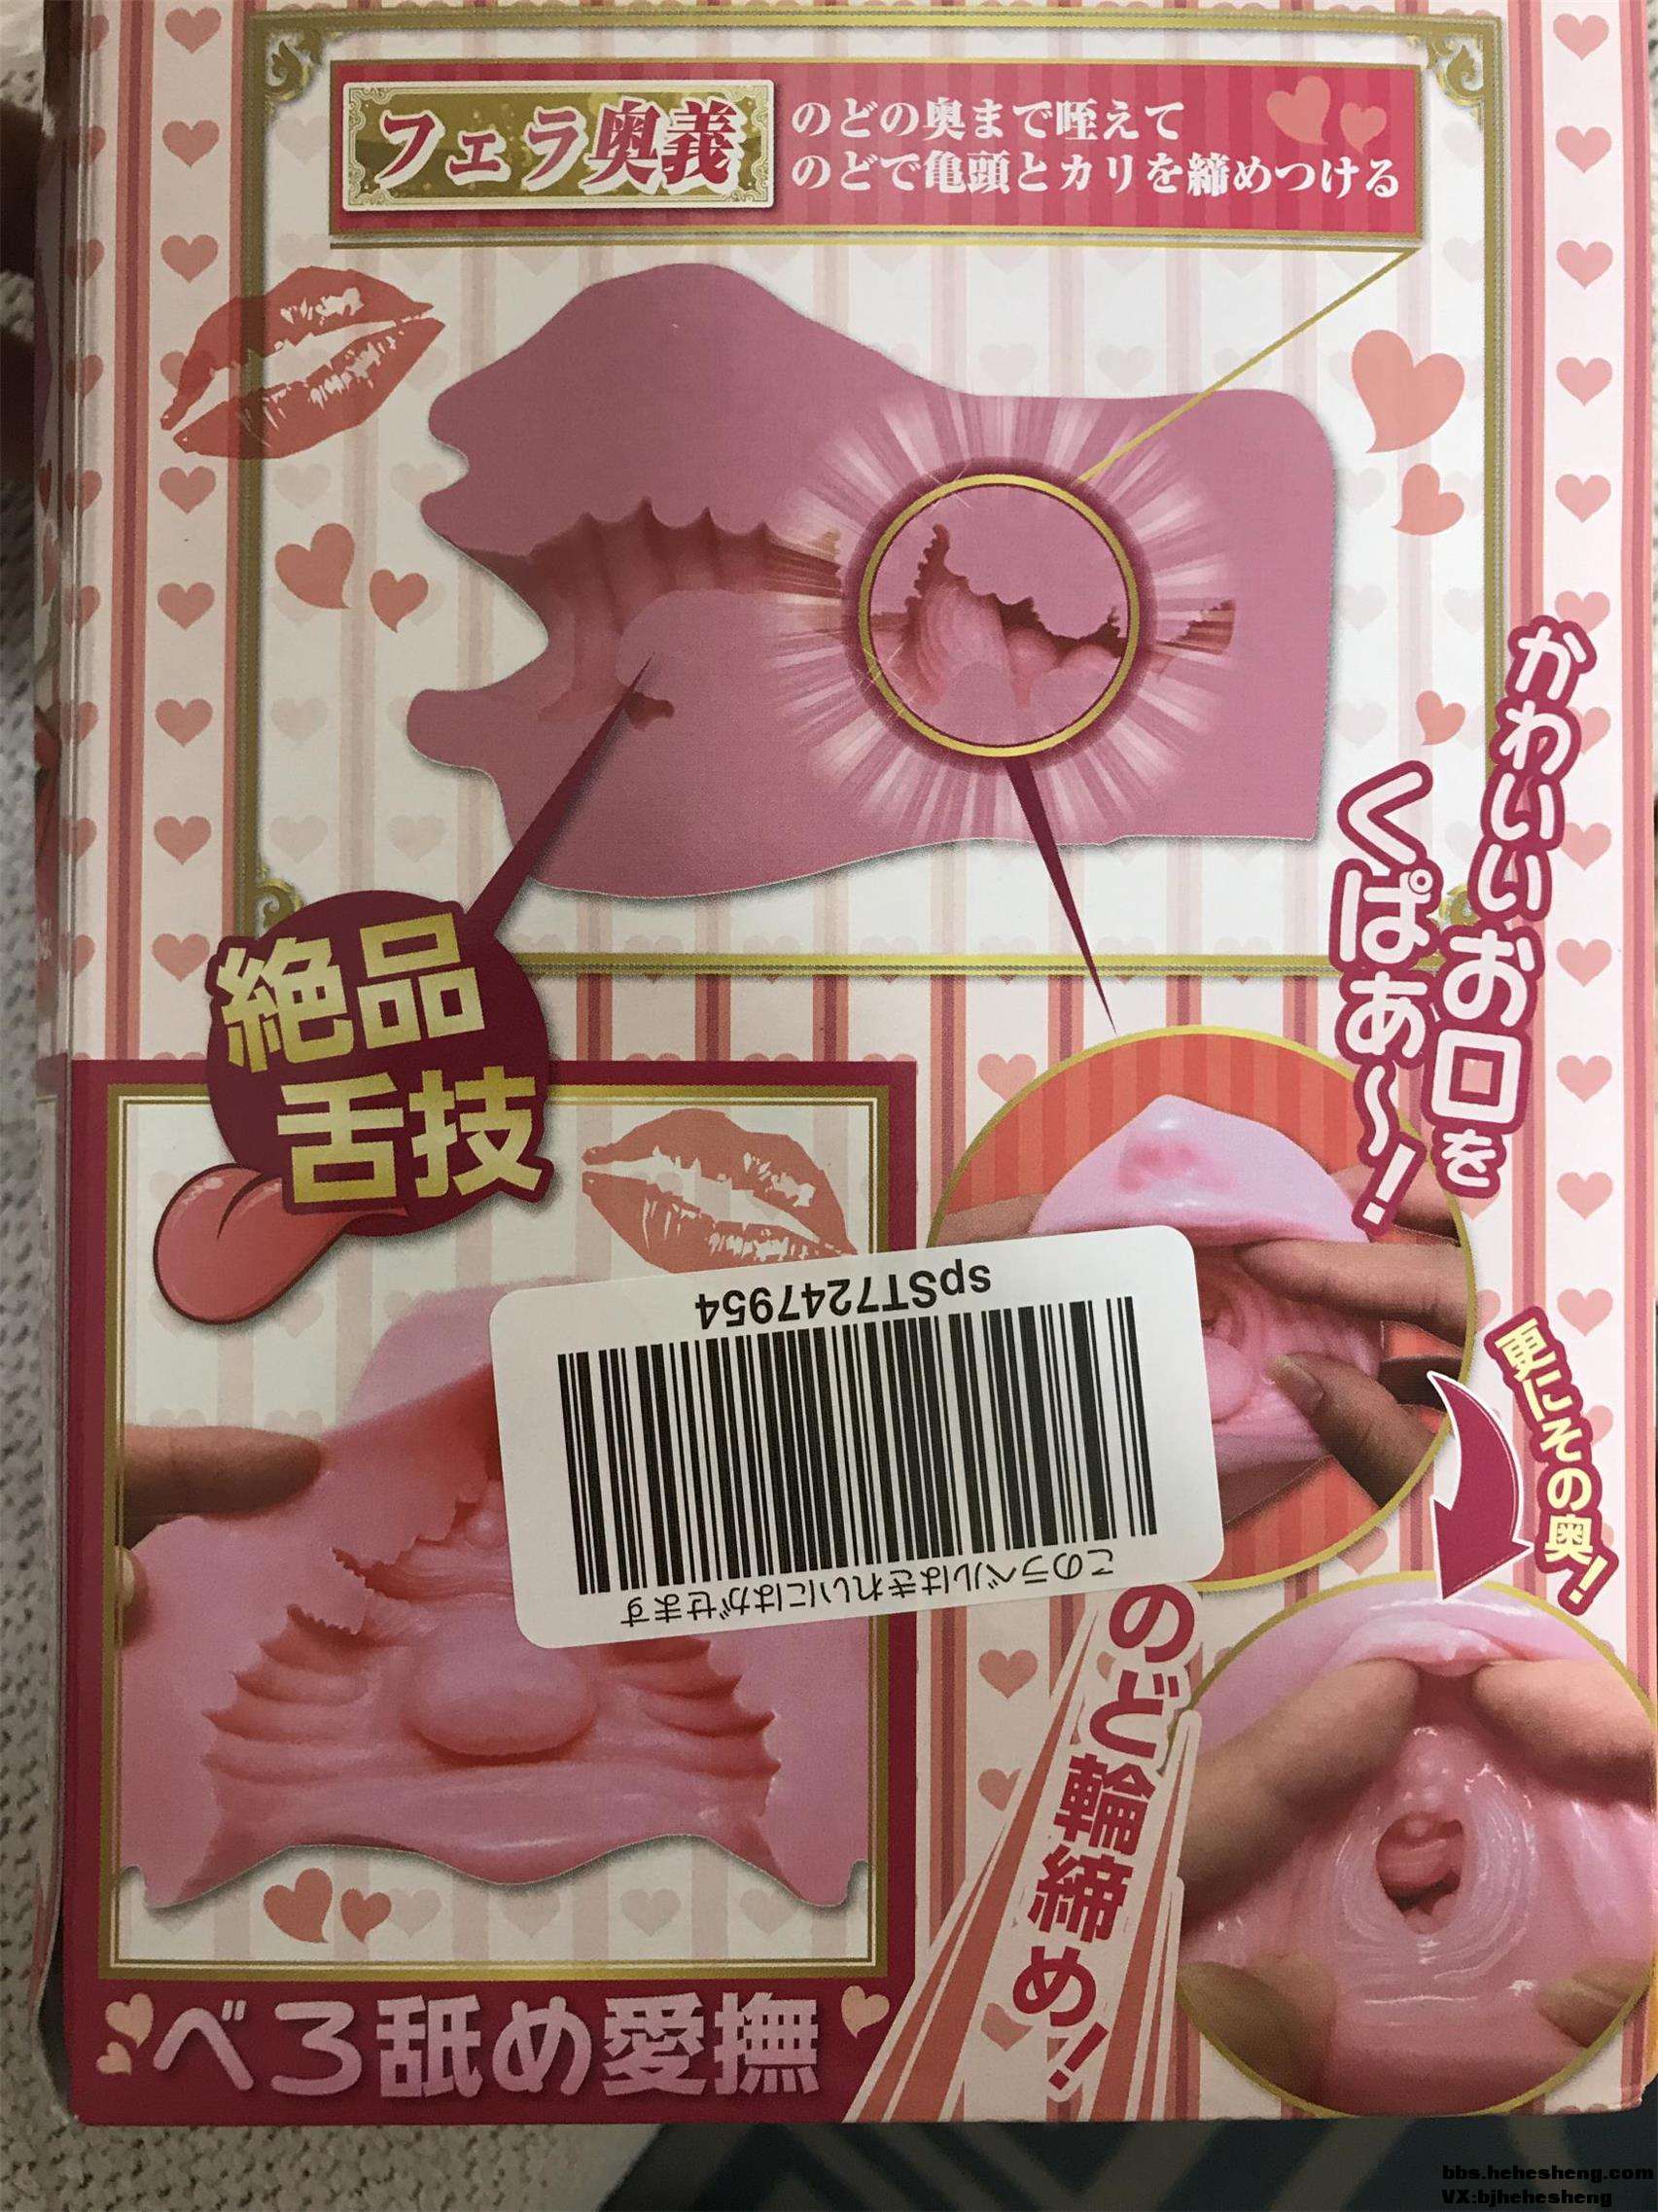 フェラ奥義
のどの奥まで咥えて
のどで亀頭とカリを締めつける
かわいいお口を
くぱぁ～!
絶品
舌技
更にその奥!
spST7247954
このラベルはきれいにはがせます
のど輪締め!
べろ舐め愛撫
bbs.hehesheng.com
VX:bjhehesheng